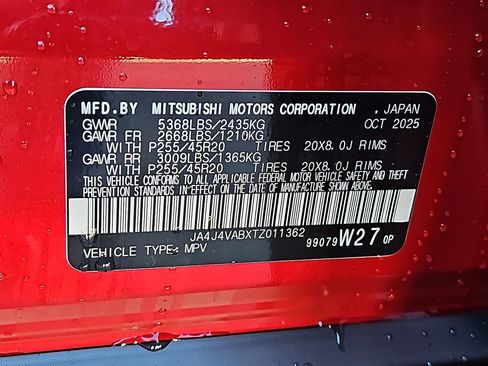 MFD.BY MITSUBISHI MOTORS CORPORATION , JAPAN
GVWR 5368LBS/2435KG OCT 2025
GAWR FR 2668LBS/1210KG
WITH P255/45R20 TIRES 20X8.0J RIMS
GAWR RR 3009LBS/1365KG
WITH P255/45R20 TIRES 20X8.0J RIMS
THIS VEHICLE CONFORMS TO ALL APPLICABLE FEDERAL MOTOR VEHICLE SAFETY AND THEFT
PREVENTION STANDARDS IN EFFECT ON THE DATE OF MANUFACTURE SHOWN ABOVE.
JA4J4VABXTZ011362
VEHICLE TYPE: MPV 99079W27 0P